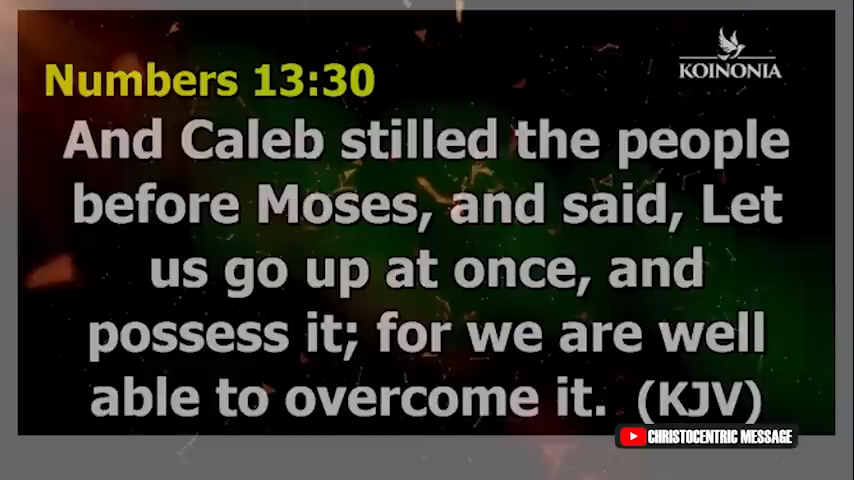 KOINONIA
Numbers 13:30
And Caleb stilled the people
before Moses, and said, Let
us go up at once, and
possess it; for we are well
able to overcome it. (KJV)
CHRISTOCENTRIC MESSAGE